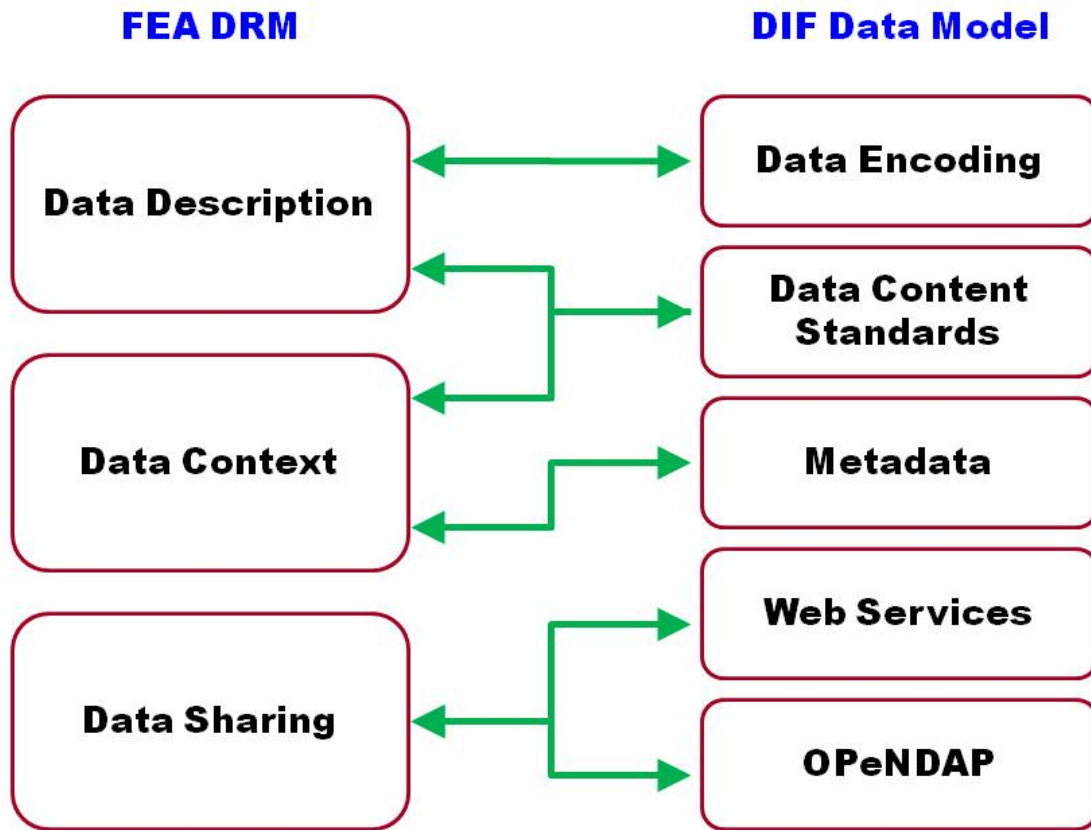 FEA DRM
DIF Data Model
Data Description
Data Context
Data Sharing
Data Encoding
Data Content
Standards
Metadata
Web Services
OPeNDAP